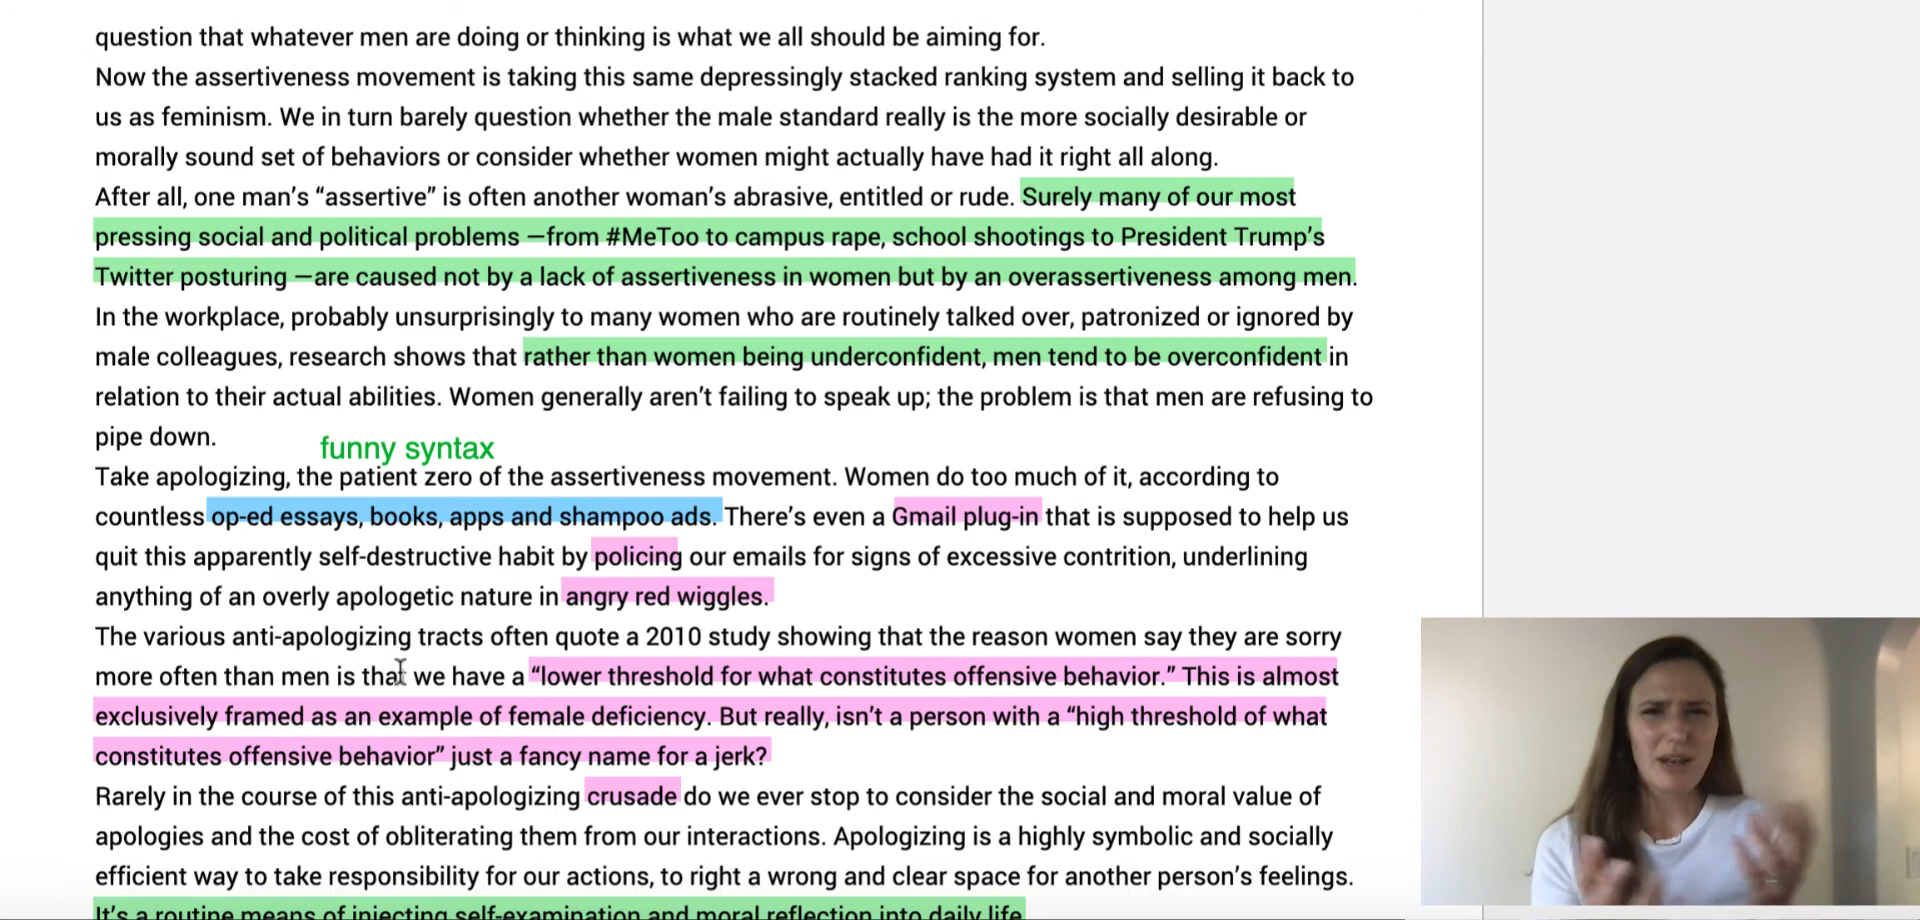 question that whatever men are doing or thinking is what we all should be aiming for.
Now the assertiveness movement is taking this same depressingly stacked ranking system and selling it back to
us as feminism. We in turn barely question whether the male standard really is the more socially desirable or
morally sound set of behaviors or consider whether women might actually have had it right all along.
After all, one man’s “assertive” is often another woman’s abrasive, entitled or rude. Surely many of our most
pressing social and political problems —from #MeToo to campus rape, school shootings to President Trump’s
Twitter posturing —are caused not by a lack of assertiveness in women but by an overassertiveness among men.
In the workplace, probably unsurprisingly to many women who are routinely talked over, patronized or ignored by
male colleagues, research shows that rather than women being underconfident, men tend to be overconfident in
relation to their actual abilities. Women generally aren’t failing to speak up; the problem is that men are refusing to
pipe down.
funny syntax
Take apologizing, the patient zero of the assertiveness movement. Women do too much of it, according to
countless op-ed essays, books, apps and shampoo ads. There’s even a Gmail plug-in that is supposed to help us
quit this apparently self-destructive habit by policing our emails for signs of excessive contrition, underlining
anything of an overly apologetic nature in angry red wiggles.
The various anti-apologizing tracts often quote a 2010 study showing that the reason women say they are sorry
more often than men is that we have a “lower threshold for what constitutes offensive behavior.” This is almost
exclusively framed as an example of female deficiency. But really, isn’t a person with a “high threshold of what
constitutes offensive behavior” just a fancy name for a jerk?
Rarely in the course of this anti-apologizing crusade do we ever stop to consider the social and moral value of
apologies and the cost of obliterating them from our interactions. Apologizing is a highly symbolic and socially
efficient way to take responsibility for our actions, to right a wrong and clear space for another person’s feelings.
It’s a routine means of injecting self-examination and moral reflection into daily life.